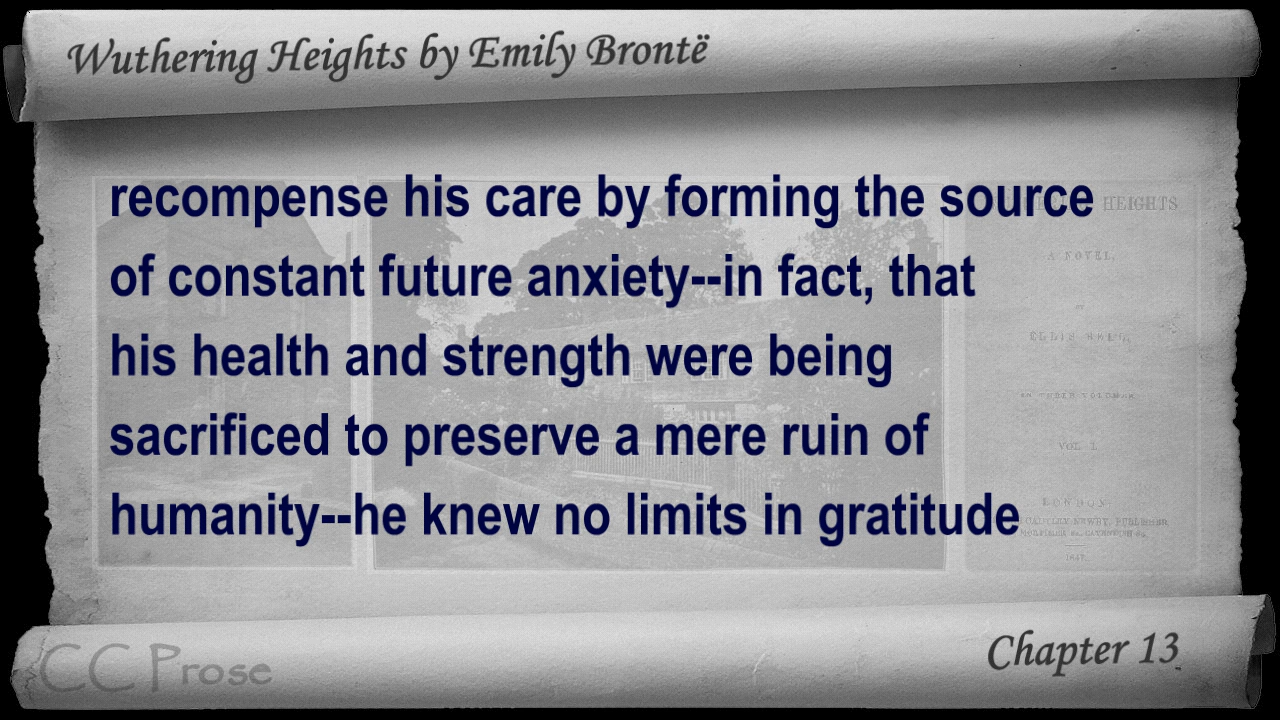 Wuthering Heights by Emily Brontë
recompense his care by forming the source
of constant future anxiety--in fact, that
his health and strength were being
sacrificed to preserve a mere ruin of
humanity--he knew no limits in gratitude
HEIGHTS
A NOVEL,
VOL. I.
LONDON:
1847.
CC Prose
Chapter 13